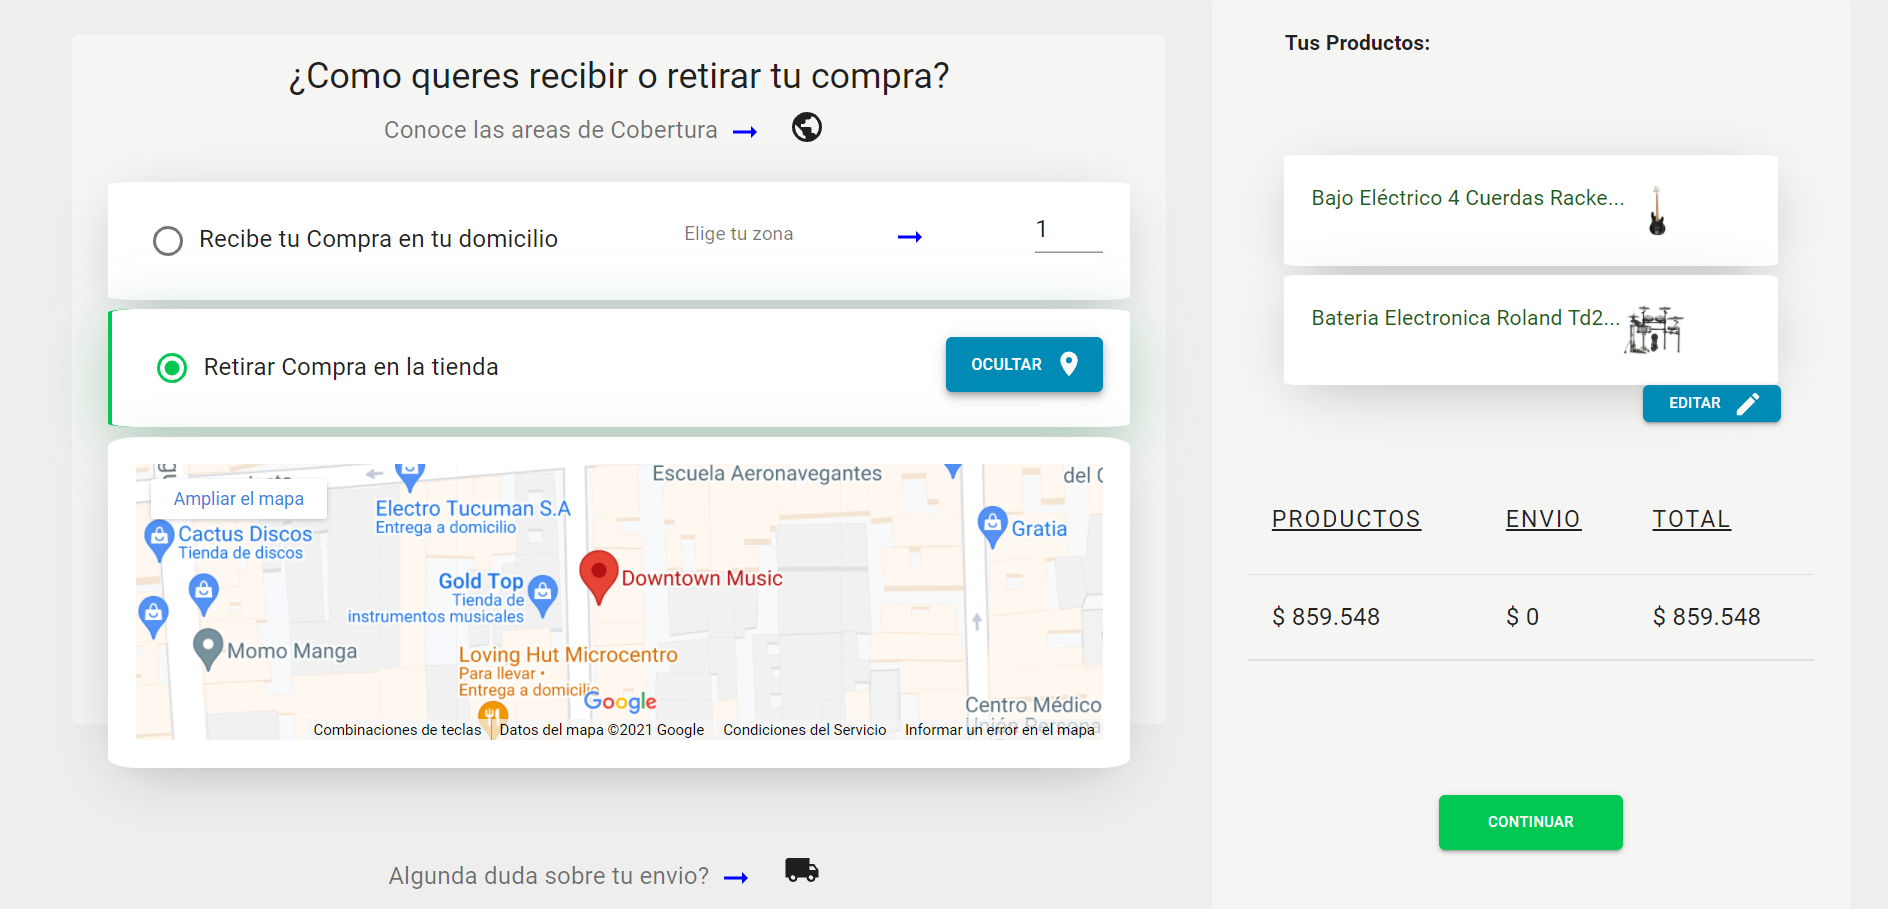 ¿Como queres recibir o retirar tu compra?
Conoce las areas de Cobertura
Recibe tu Compra en tu domicilio
Elige tu zona
1
Retirar Compra en la tienda
OCULTAR
Ampliar el mapa
Escuela Aeronavegantes
Electro Tucuman S.A
Entrega a domicilio
Cactus Discos
Tienda de discos
Gratia
Gold Top
Tienda de
instrumentos musicales
Downtown Music
Momo Manga
Loving Hut Microcentro
Para llevar •
Entrega a domicilio
Google
Centro Médico
Unión Persona
Combinaciones de teclas
Datos del mapa ©2021 Google
Condiciones del Servicio
Informar un error en el mapa
Algunda duda sobre tu envio?
Tus Productos:
Bajo Eléctrico 4 Cuerdas Racke...
Bateria Electronica Roland Td2...
EDITAR
PRODUCTOS ENVIO TOTAL
$ 859.548 $ 0 $ 859.548
CONTINUAR